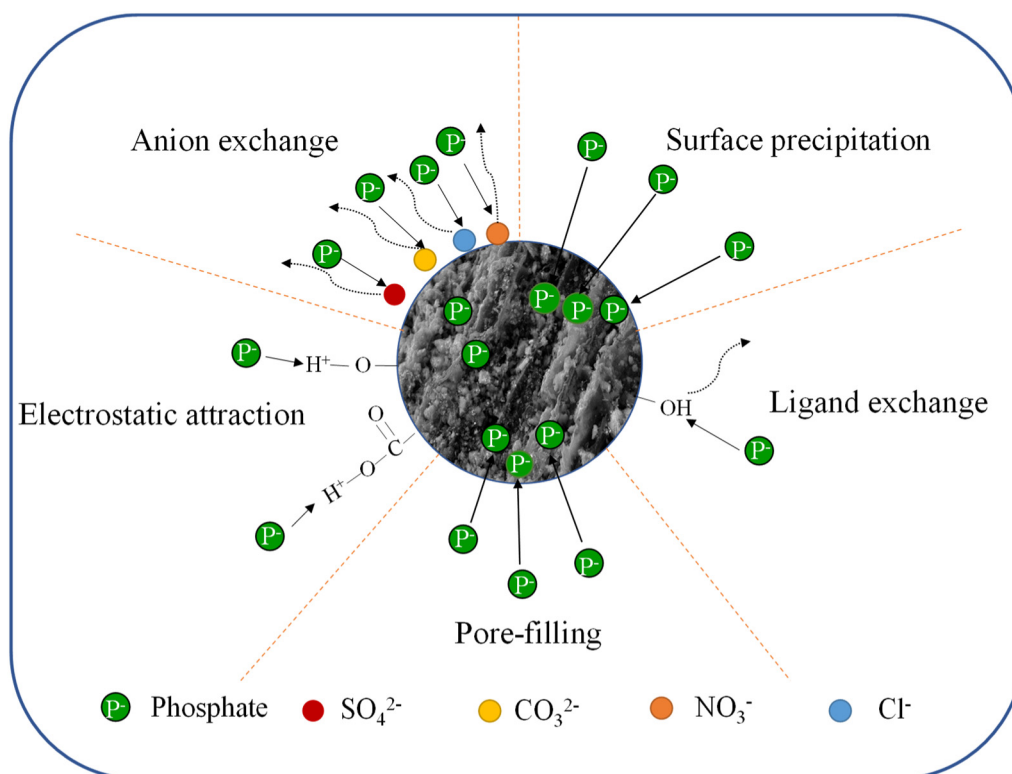 Anion exchange
Surface precipitation
P-
P-
P-
P-
P-
P-
P-
P-
P-
P-
P-
P-
P-
H+
O
P-
OH
Ligand exchange
Electrostatic attraction
O
C
O
H+
P-
P-
P-
P-
P-
P-
P-
P-
Pore-filling
P- Phosphate
SO₄²⁻
CO₃²⁻
NO₃⁻
Cl⁻